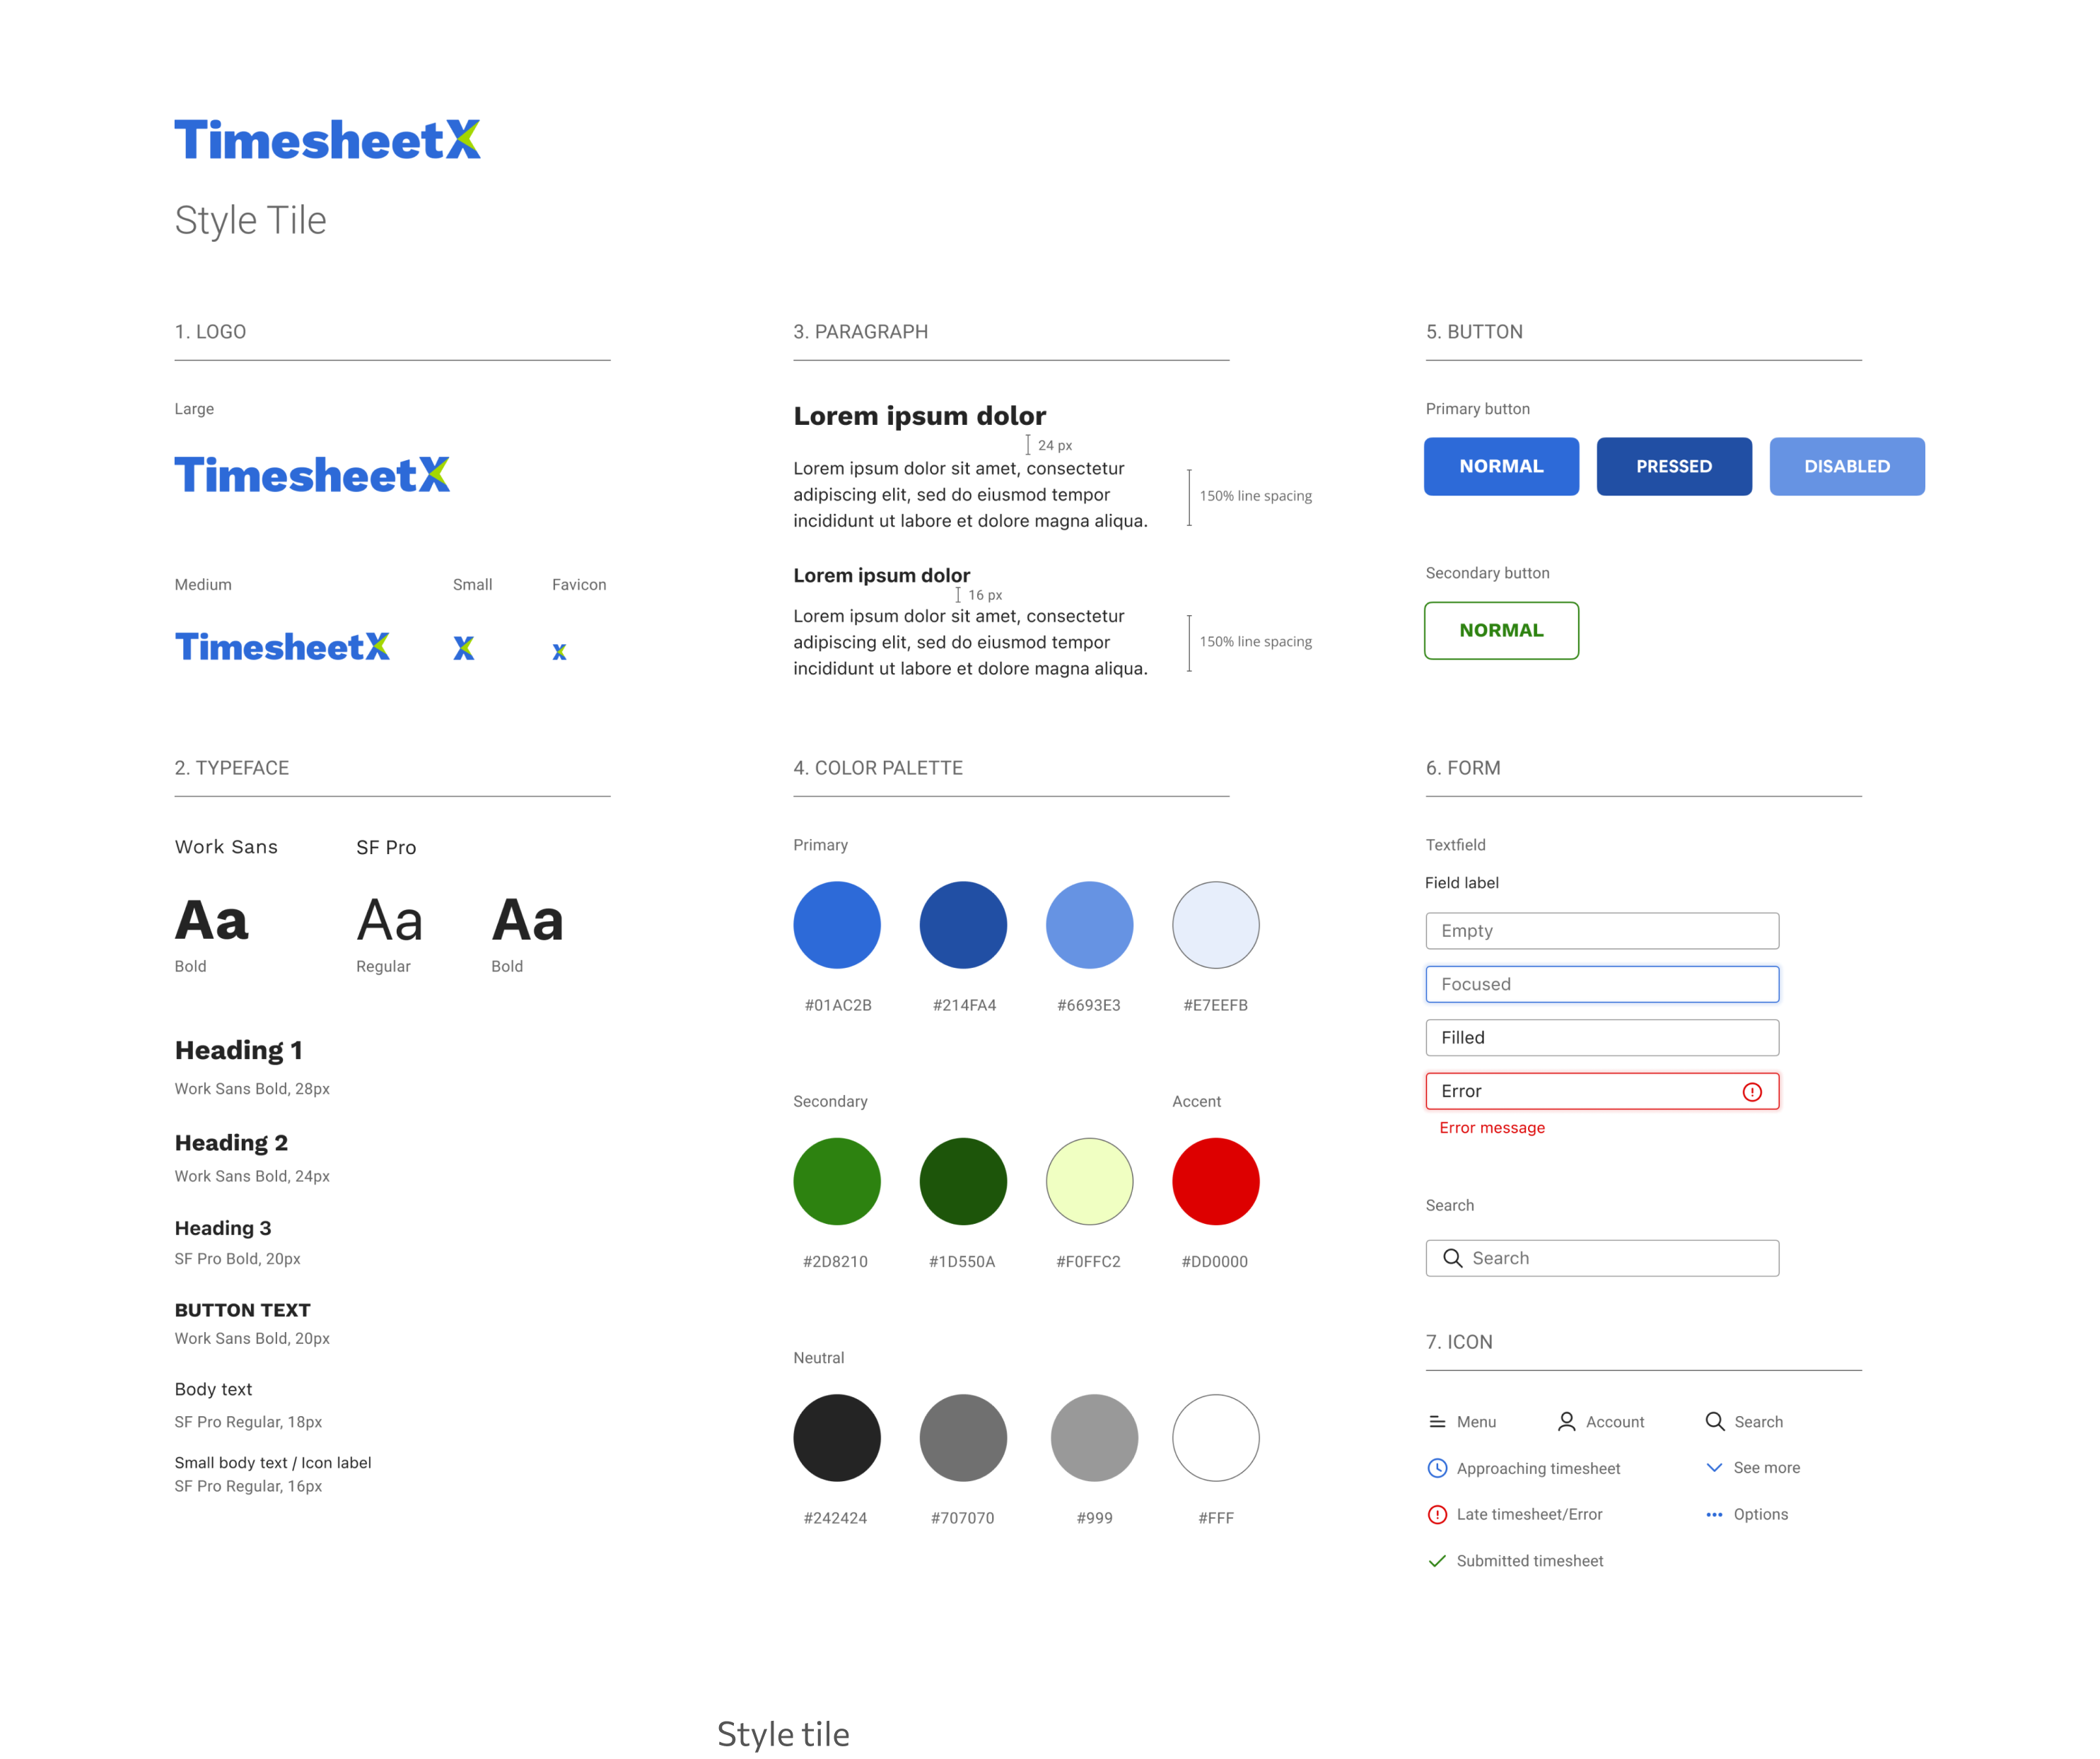 TimesheetX
Style Tile
1. LOGO
Large
TimesheetX
Medium
Small
Favicon
TimesheetX
X
X
2. TYPEFACE
Work Sans
SF Pro
Aa
Aa
Aa
Bold
Regular
Bold
Heading 1
Work Sans Bold, 28px
Heading 2
Work Sans Bold, 24px
Heading 3
SF Pro Bold, 20px
BUTTON TEXT
Work Sans Bold, 20px
Body text
SF Pro Regular, 18px
Small body text / Icon label
SF Pro Regular, 16px
3. PARAGRAPH
Lorem ipsum dolor
24 px
Lorem ipsum dolor sit amet, consectetur
adipiscing elit, sed do eiusmod tempor
incididunt ut labore et dolore magna aliqua.
150% line spacing
Lorem ipsum dolor
16 px
Lorem ipsum dolor sit amet, consectetur
adipiscing elit, sed do eiusmod tempor
incididunt ut labore et dolore magna aliqua.
150% line spacing
4. COLOR PALETTE
Primary
#01AC2B
#214FA4
#6693E3
#E7EEFB
Secondary
Accent
#2D8210
#1D550A
#F0FFC2
#DD0000
Neutral
#242424
#707070
#999
#FFF
5. BUTTON
Primary button
NORMAL
PRESSED
DISABLED
Secondary button
NORMAL
6. FORM
Textfield
Field label
Empty
Focused
Filled
Error
Error message
Search
Search
7. ICON
Menu
Account
Search
Approaching timesheet
See more
Late timesheet/Error
Options
Submitted timesheet
Style tile